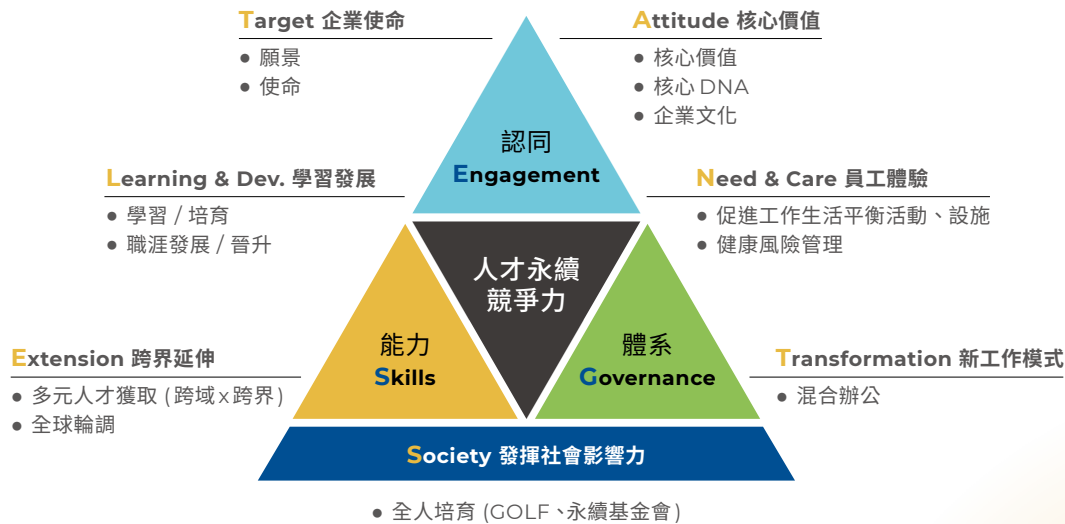 Target 企業使命
● 願景
● 使命
Attitude 核心價值
● 核心價值
● 核心 DNA
● 企業文化
認同
Engagement
Learning & Dev. 學習發展
● 學習 / 培育
● 職涯發展 / 晉升
Need & Care 員工體驗
● 促進工作生活平衡活動、設施
● 健康風險管理
人才永續
競爭力
能力
Skills
體系
Governance
Extension 跨界延伸
● 多元人才獲取 (跨域x跨界)
● 全球輪調
Transformation 新工作模式
● 混合辦公
Society 發揮社會影響力
● 全人培育 (GOLF、永續基金會)